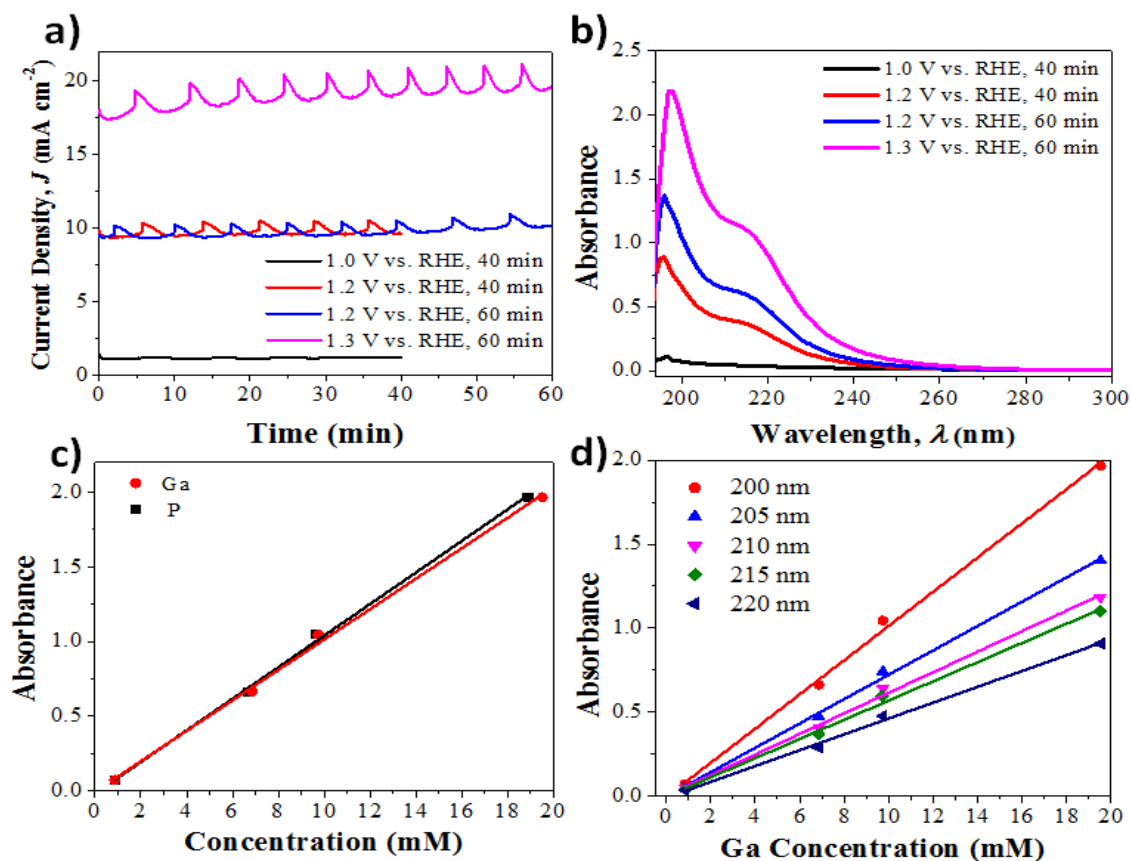 a)
Current Density, J (mA cm⁻²)
25
20
15
10
5
0
1.0 V vs. RHE, 40 min
1.2 V vs. RHE, 40 min
1.2 V vs. RHE, 60 min
1.3 V vs. RHE, 60 min
0 10 20 30 40 50 60
Time (min)
b)
Absorbance
2.5
2.0
1.5
1.0
0.5
0.0
1.0 V vs. RHE, 40 min
1.2 V vs. RHE, 40 min
1.2 V vs. RHE, 60 min
1.3 V vs. RHE, 60 min
200 220 240 260 280 300
Wavelength, λ (nm)
c)
Absorbance
2.0
1.5
1.0
0.5
0.0
Ga
P
0 2 4 6 8 10 12 14 16 18 20
Concentration (mM)
d)
Absorbance
2.0
1.5
1.0
0.5
0.0
200 nm
205 nm
210 nm
215 nm
220 nm
0 2 4 6 8 10 12 14 16 18 20
Ga Concentration (mM)